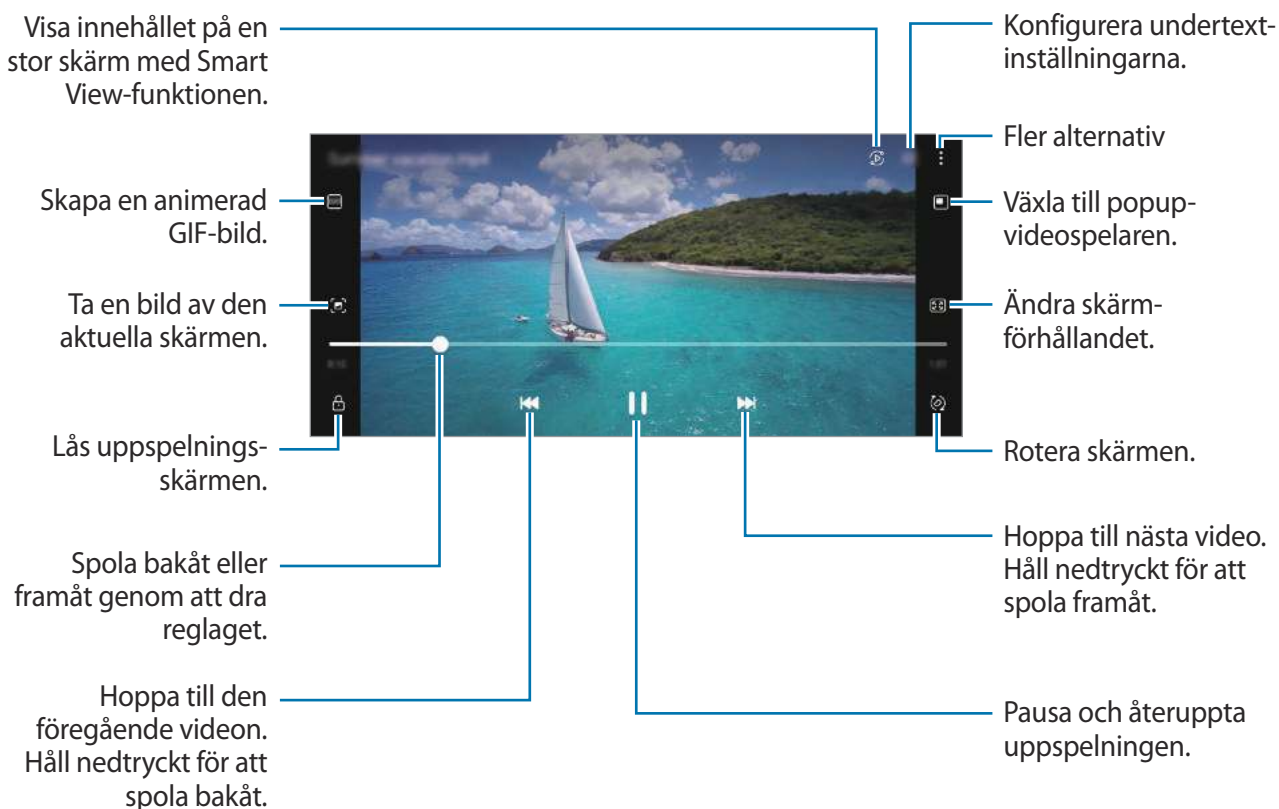 Visa innehållet på en
stor skärm med Smart
View-funktionen.
Konfigurera undertext-
inställningarna.
Fler alternativ
Skapa en animerad
GIF-bild.
Växla till popup-
videospelaren.
Ta en bild av den
aktuella skärmen.
Ändra skärm-
förhållandet.
Lås uppspelnings-
skärmen.
Rotera skärmen.
Spola bakåt eller
framåt genom att dra
reglaget.
Hoppa till nästa video.
Håll nedtryckt för att
spola framåt.
Hoppa till den
föregående videon.
Håll nedtryckt för att
spola bakåt.
Pausa och återuppta
uppspelningen.